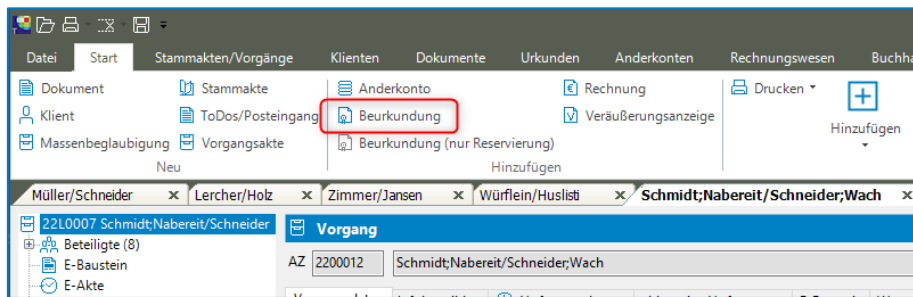 Datei Start Stammakten/Vorgänge Klienten Dokumente Urkunden Anderkonten Rechnungswesen
Dokument Stammakte Anderkonto Rechnung Drucken
Klient ToDos/Posteingang Beurkundung Veräußerungsanzeige Hinzufügen
Massenbeglaubigung Vorgangsakte Beurkundung (nur Reservierung)
Neu Hinzufügen
Müller/Schneider x Lercher/Holz x Zimmer/Jansen x Würflein/Huslisti x Schmidt;Nabereit/Schneider;Wach x
22L0007 Schmidt;Nabereit/Schneider Vorgang
Beteiligte (8)
E-Baustein AZ 2200012 Schmidt;Nabereit/Schneider;Wach
E-Akte